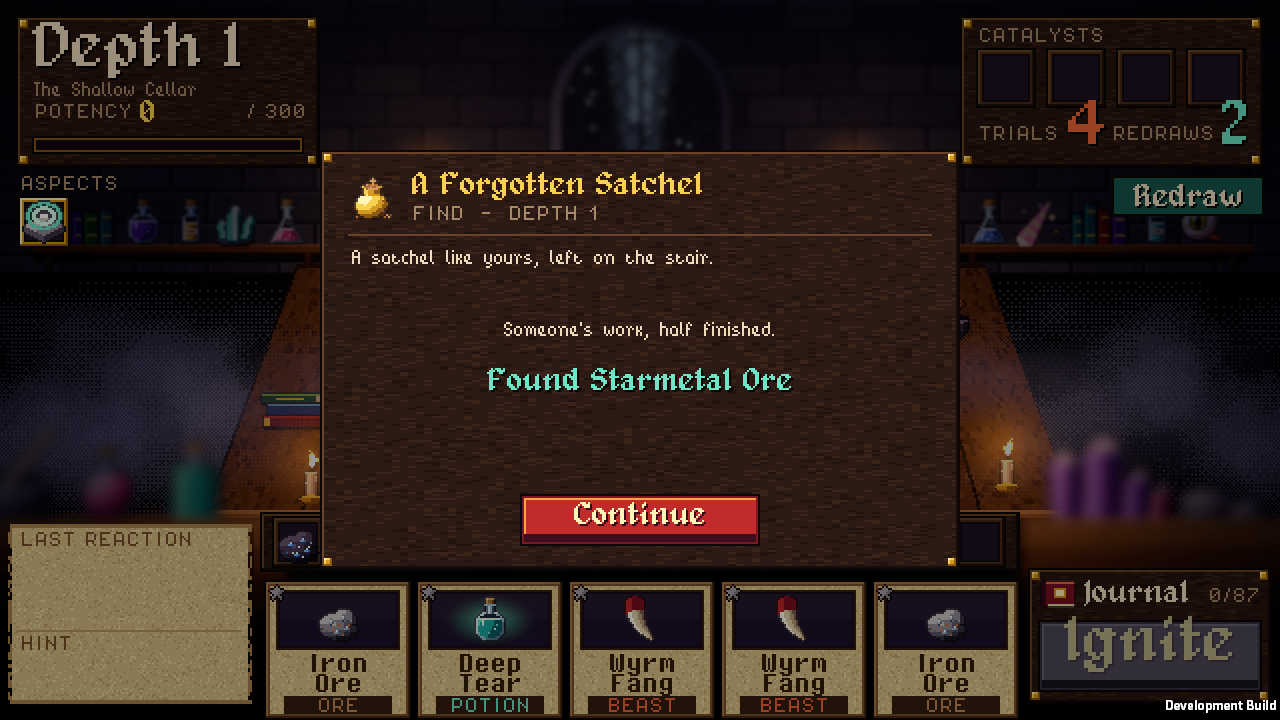 Depth 1
The Shallow Cellar
POTENCY 0 / 300
ASPECTS
CATALYSTS
TRIALS 4 REDRAWS 2
Redraw
A Forgotten Satchel
FIND - DEPTH 1
A satchel like yours, left on the stair.
Someone's work, half finished.
Found Starmetal Ore
Continue
LAST REACTION
HINT
Iron
Ore
ORE
Deep
Tear
POTION
Wyrm
Fang
BEAST
Wyrm
Fang
BEAST
Iron
Ore
ORE
Journal 0/87
Ignite
Development Build